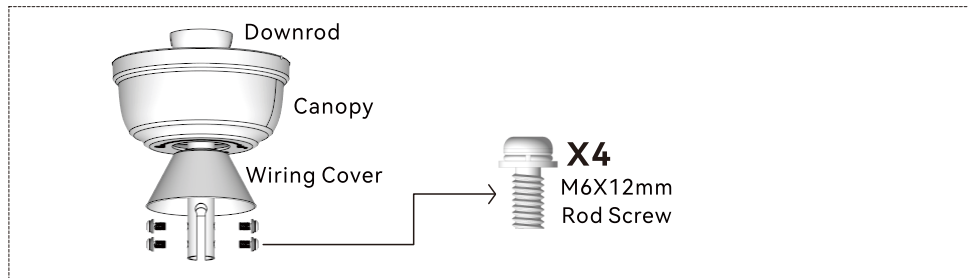 Downrod
Canopy
Wiring Cover
X4
M6X12mm
Rod Screw